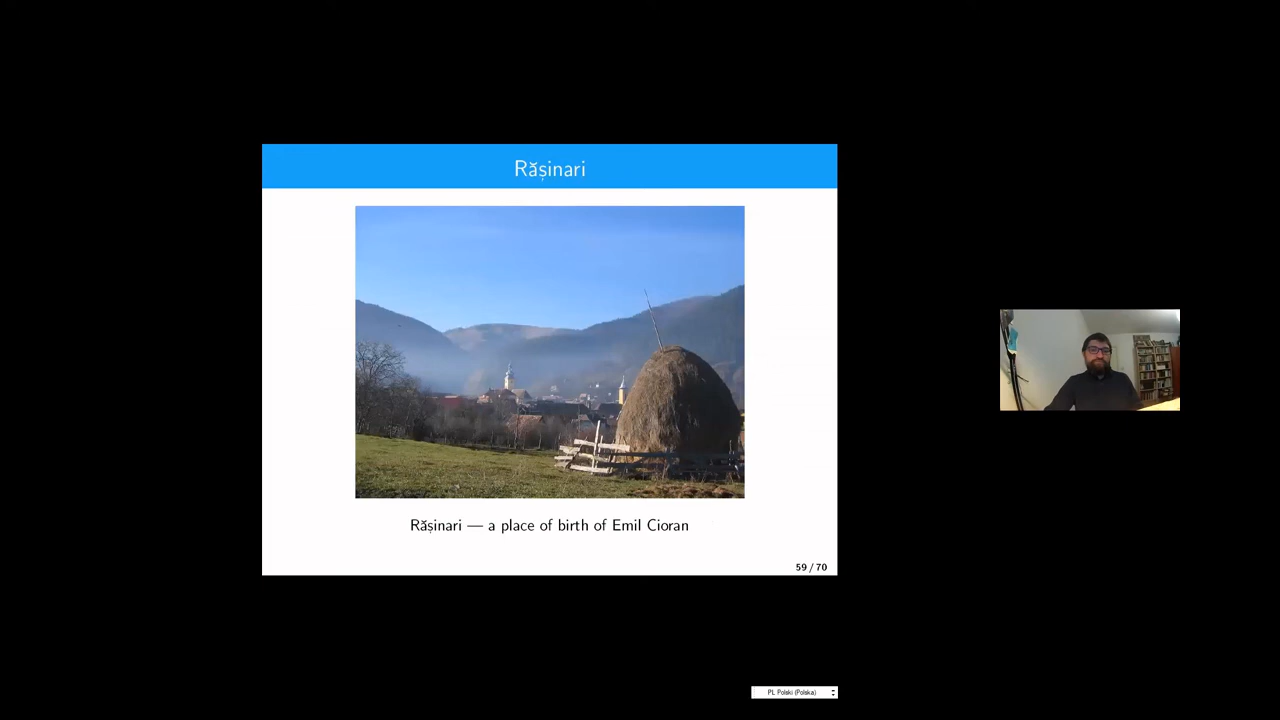 Rășinari
Rășinari — a place of birth of Emil Cioran
59 / 70
PL Polski (Polska)